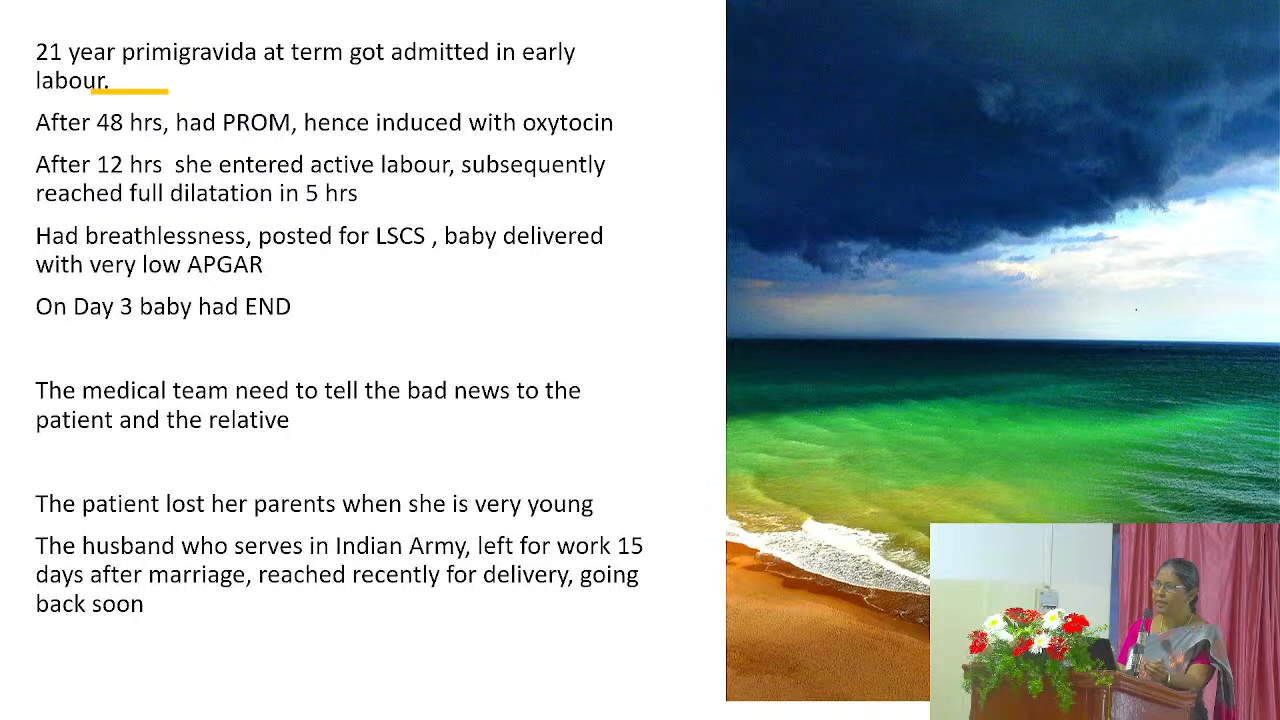 21 year primigravida at term got admitted in early
labour.
After 48 hrs, had PROM, hence induced with oxytocin
After 12 hrs she entered active labour, subsequently
reached full dilatation in 5 hrs
Had breathlessness, posted for LSCS , baby delivered
with very low APGAR
On Day 3 baby had END
The medical team need to tell the bad news to the
patient and the relative
The patient lost her parents when she is very young
The husband who serves in Indian Army, left for work 15
days after marriage, reached recently for delivery, going
back soon